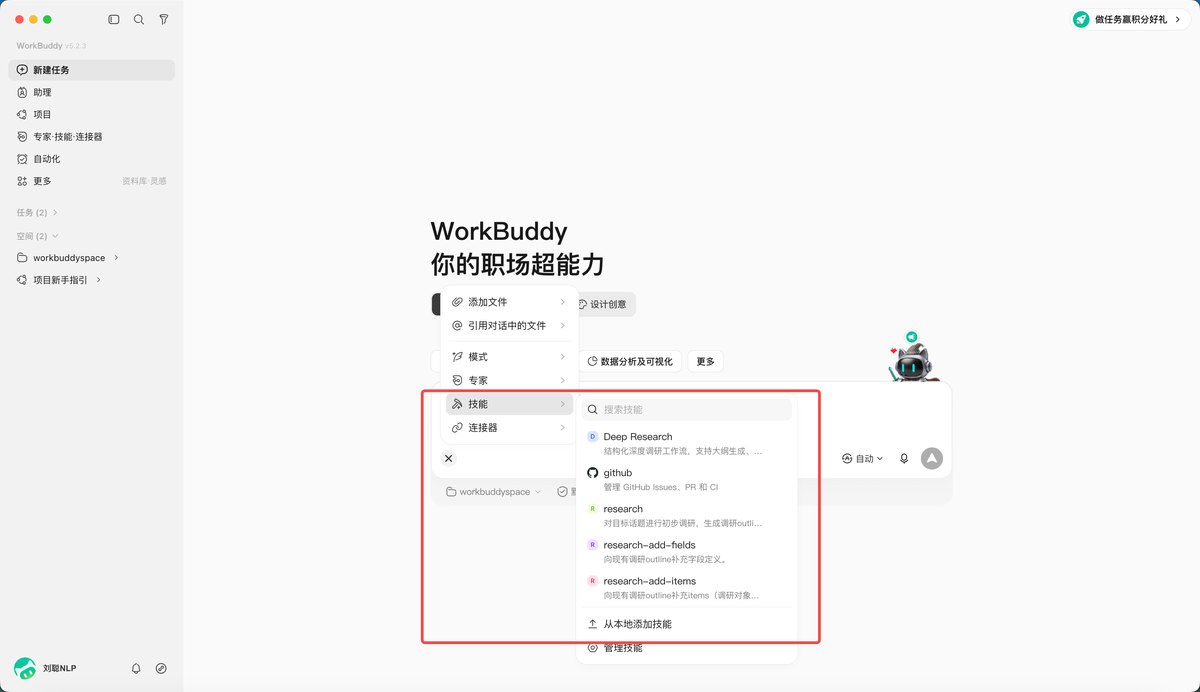 做任务赢积分好礼
WorkBuddy v5.2.3
新建任务
助理
项目
专家·技能·连接器
自动化
更多 资料库·灵感
任务 (2)
空间 (2)
workbuddyspace
项目新手指引
刘聪NLP
WorkBuddy
你的职场超能力
设计创意
添加文件
引用对话中的文件
模式
专家
技能
连接器
数据分析及可视化
更多
自动
workbuddyspace
搜索技能
D Deep Research
结构化深度调研工作流，支持大纲生成、...
github
管理 GitHub Issues、PR 和 CI
R research
对目标话题进行初步调研，生成调研outli...
R research-add-fields
向现有调研outline补充字段定义。
R research-add-items
向现有调研outline补充items（调研对象...
从本地添加技能
管理技能